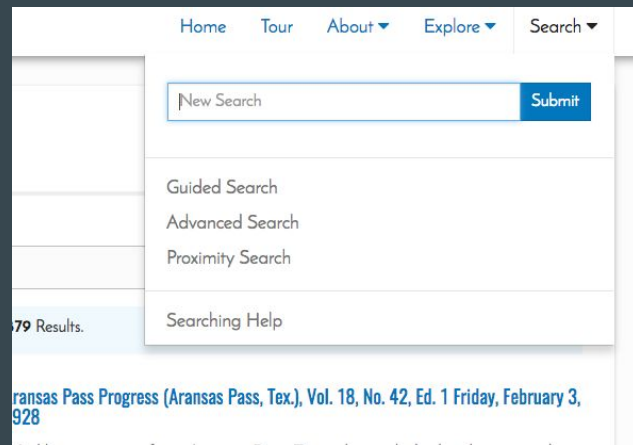 Home Tour About Explore Search
New Search Submit
Guided Search
Advanced Search
Proximity Search
Searching Help
79 Results.
ransas Pass Progress (Aransas Pass, Tex.), Vol. 18, No. 42, Ed. 1 Friday, February 3,
928